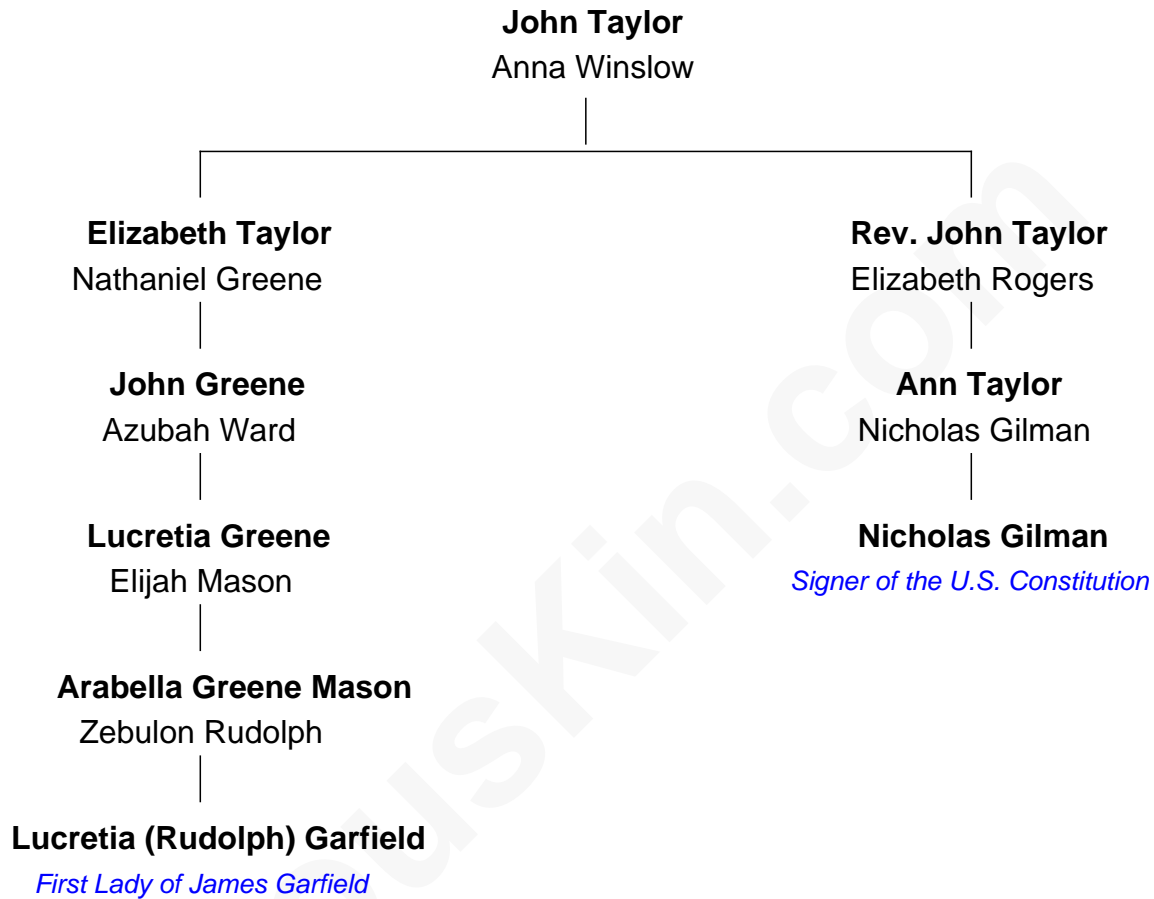 John Taylor
Anna Winslow
Elizabeth Taylor
Nathaniel Greene
Rev. John Taylor
Elizabeth Rogers
John Greene
Azubah Ward
Ann Taylor
Nicholas Gilman
Lucretia Greene
Elijah Mason
Nicholas Gilman
Signer of the U.S. Constitution
Arabella Greene Mason
Zebulon Rudolph
Lucretia (Rudolph) Garfield
First Lady of James Garfield